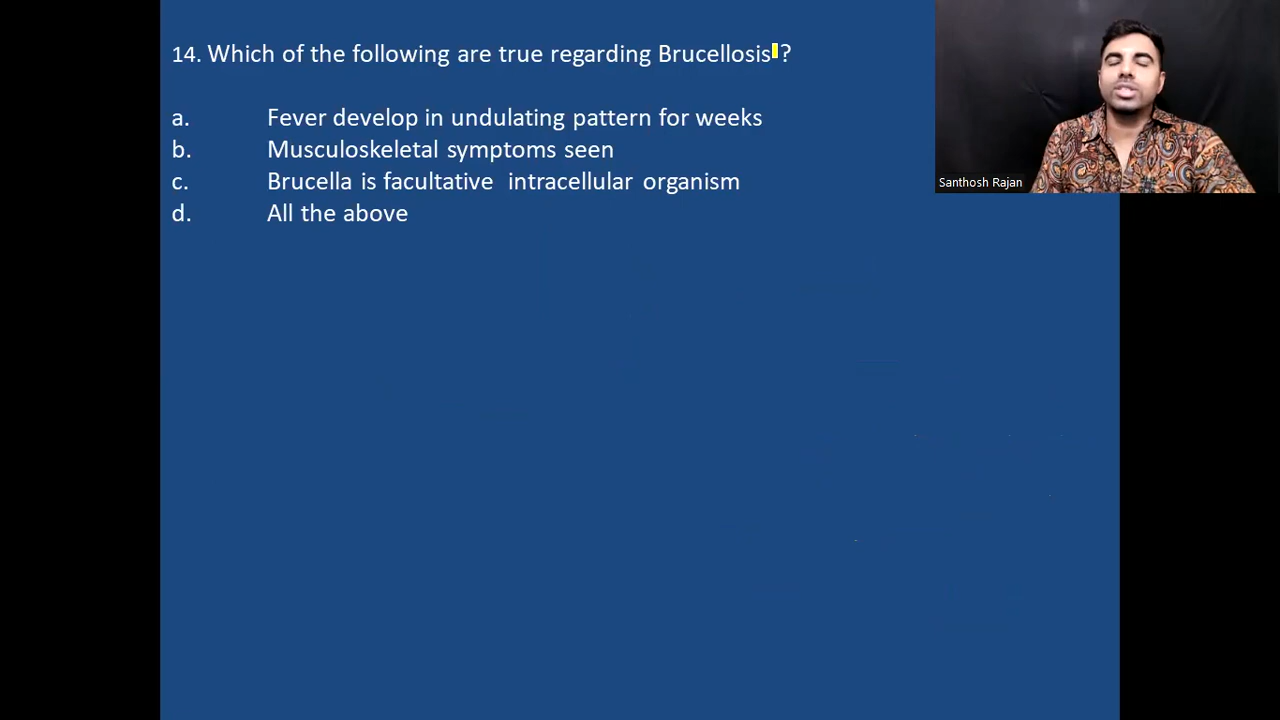 14. Which of the following are true regarding Brucellosis ?
a. Fever develop in undulating pattern for weeks
b. Musculoskeletal symptoms seen
c. Brucella is facultative intracellular organism
d. All the above
Santhosh Rajan